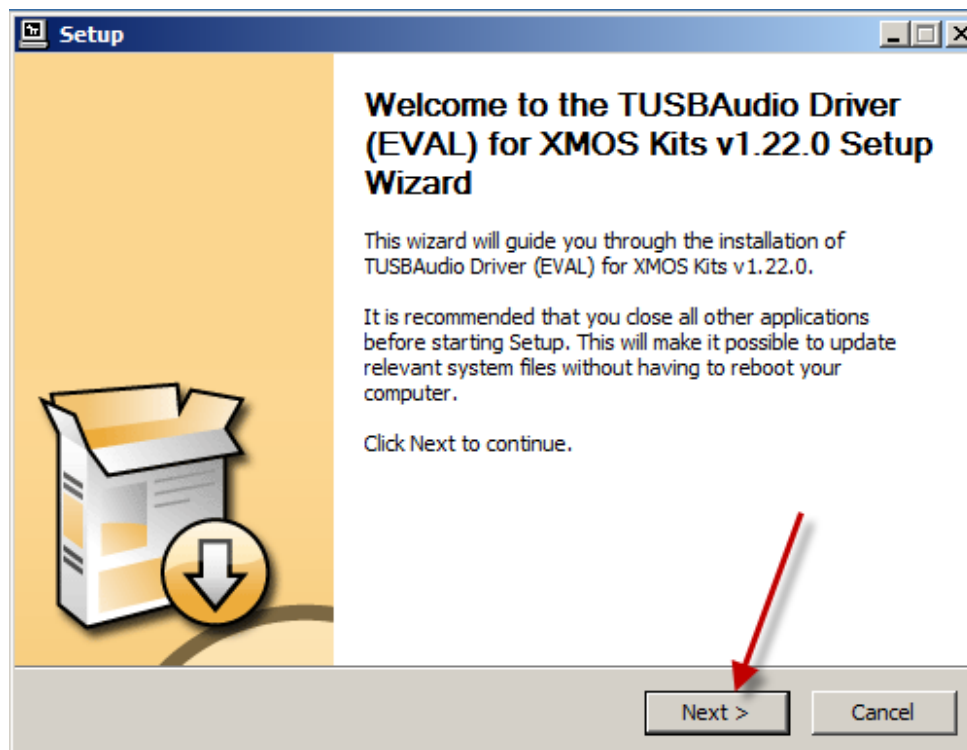 Setup
Welcome to the TUSBAudio Driver
(EVAL) for XMOS Kits v1.22.0 Setup
Wizard
This wizard will guide you through the installation of
TUSBAudio Driver (EVAL) for XMOS Kits v1.22.0.
It is recommended that you close all other applications
before starting Setup. This will make it possible to update
relevant system files without having to reboot your
computer.
Click Next to continue.
Next >
Cancel